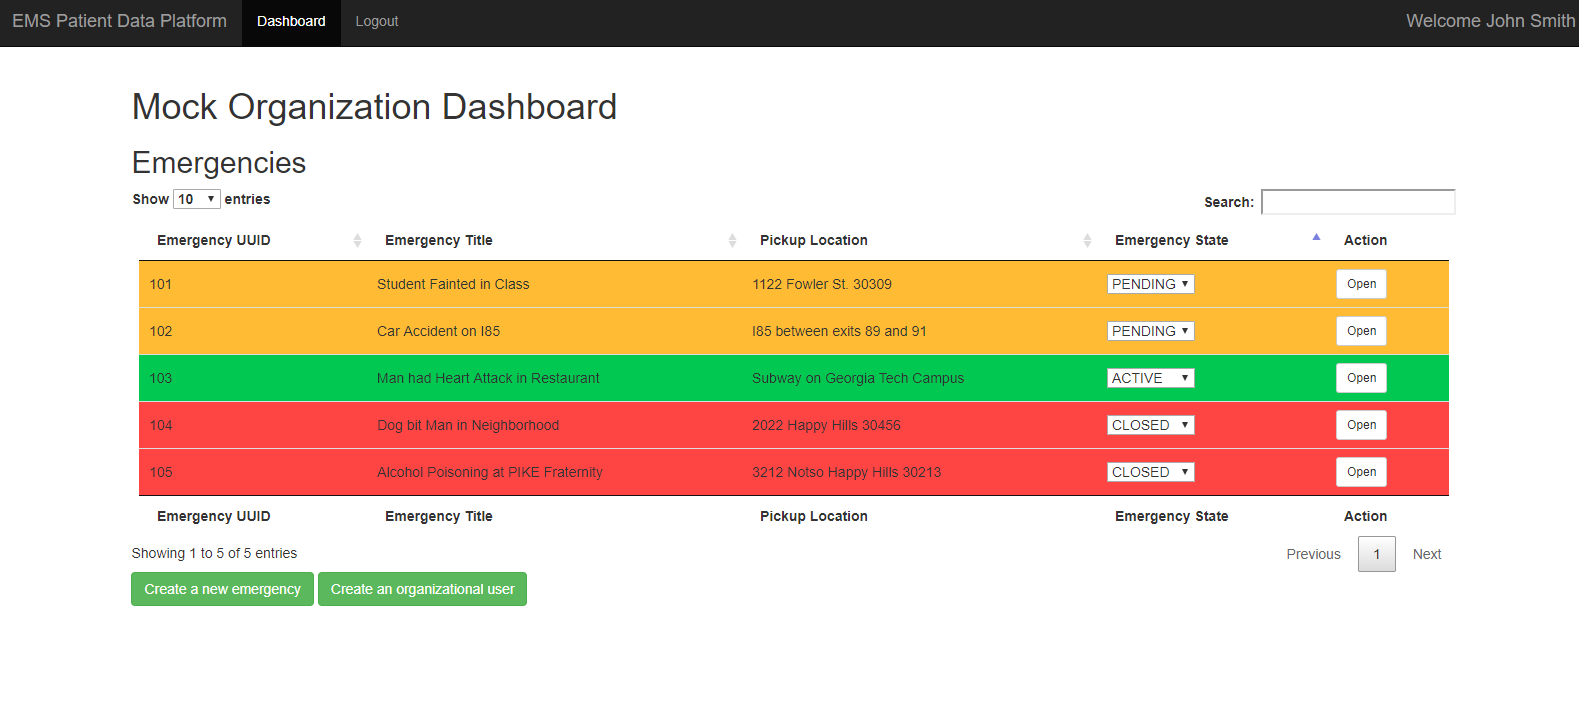 EMS Patient Data Platform Dashboard Logout Welcome John Smith
Mock Organization Dashboard
Emergencies
Show 10 entries Search:
Emergency UUID Emergency Title Pickup Location Emergency State Action
101 Student Fainted in Class 1122 Fowler St. 30309 PENDING Open
102 Car Accident on I85 I85 between exits 89 and 91 PENDING Open
103 Man had Heart Attack in Restaurant Subway on Georgia Tech Campus ACTIVE Open
104 Dog bit Man in Neighborhood 2022 Happy Hills 30456 CLOSED Open
105 Alcohol Poisoning at PIKE Fraternity 3212 Notso Happy Hills 30213 CLOSED Open
Emergency UUID Emergency Title Pickup Location Emergency State Action
Showing 1 to 5 of 5 entries Previous 1 Next
Create a new emergency Create an organizational user